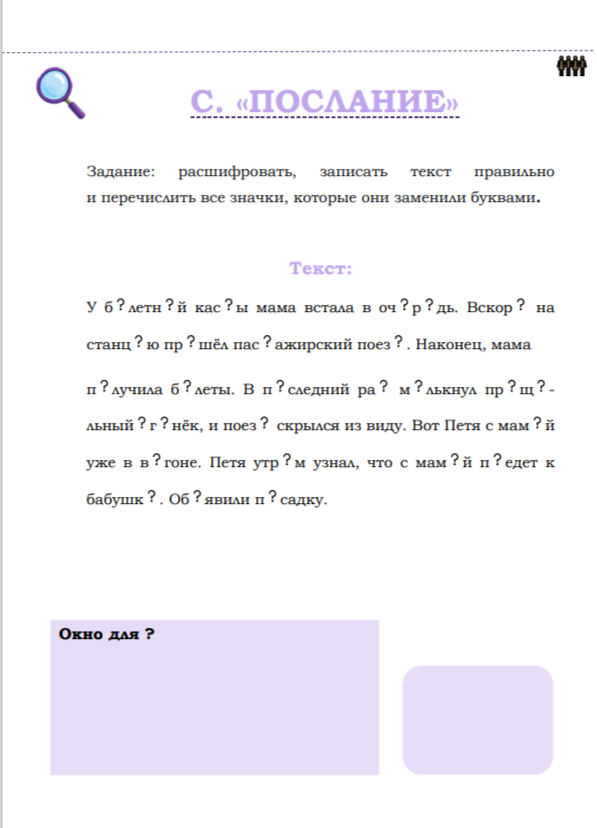 С. «ПОСЛАНИЕ»
Задание: расшифровать, записать текст правильно
и перечислить все значки, которые они заменили буквами.
Текст:
У б?летн?й кас?ы мама встала в оч?р?дь. Вскор? на
станц?ю пр?шёл пас?ажирский поез?. Наконец, мама
п?лучила б?леты. В п?следний ра? м?лькнул пр?щ?-
льный ?г?нёк, и поез? скрылся из виду. Вот Петя с мам?й
уже в в?гоне. Петя утр?м узнал, что с мам?й п?едет к
бабушк?. Об?явили п?садку.
Окно для ?